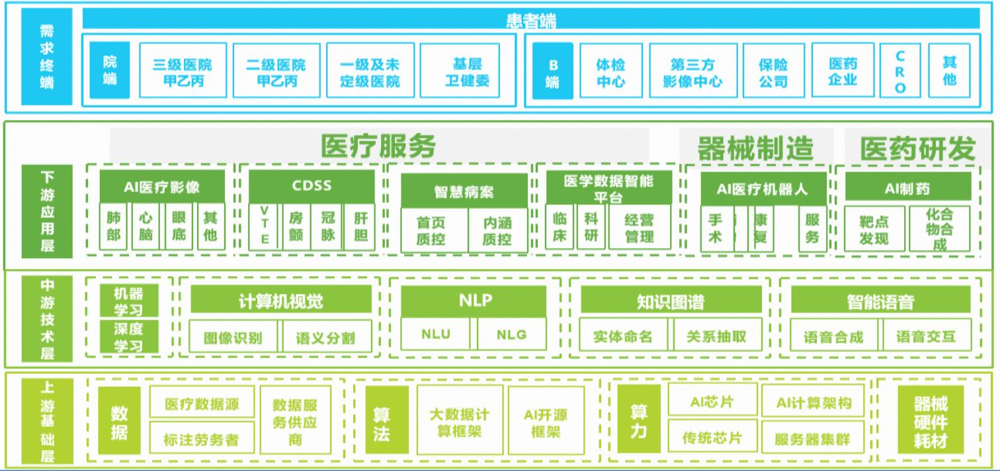 需求终端
患者端
院端
三级医院
甲乙丙
二级医院
甲乙丙
一级及未
定级医院
基层
卫健委
B端
体检
中心
第三方
影像中心
保险
公司
医药
企业
CRO
其他
下游应用层
医疗服务
器械制造
医药研发
AI医疗影像
肺部
心脑
眼底
其他
CDSS
VTE
房颤
冠脉
肝胆
智慧病案
首页
质控
内涵
质控
医学数据智能
平台
临床
科研
经营
管理
AI医疗机器人
手术
康复
服务
AI制药
靶点
发现
化合
物合
成
中游技术层
机器
学习
深度
学习
计算机视觉
图像识别
语义分割
NLP
NLU
NLG
知识图谱
实体命名
关系抽取
智能语音
语音合成
语音交互
上游基础层
数据
医疗数据源
标注劳务者
数据服
务供应
商
算法
大数据计
算框架
AI开源
框架
算力
AI芯片
传统芯片
AI计算架构
服务器集群
器械
硬件
耗材